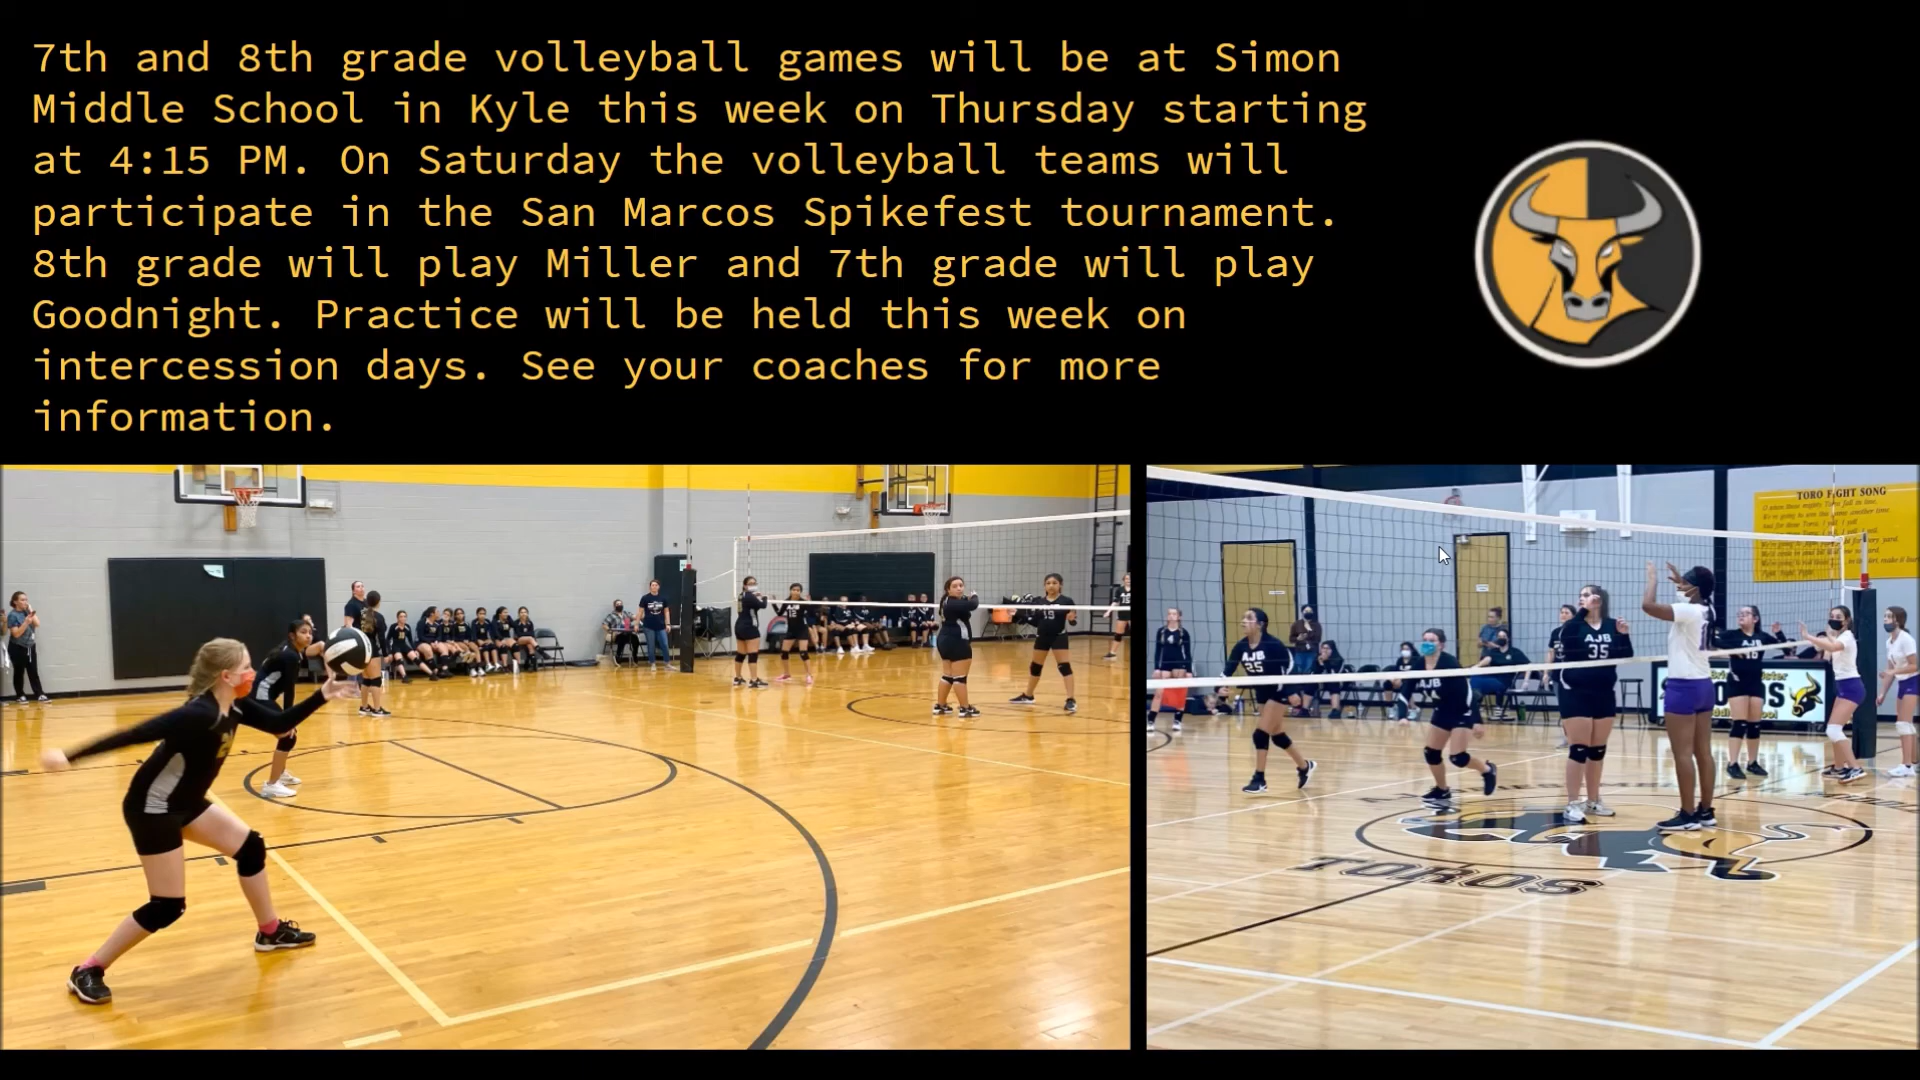 7th and 8th grade volleyball games will be at Simon
Middle School in Kyle this week on Thursday starting
at 4:15 PM. On Saturday the volleyball teams will
participate in the San Marcos Spikefest tournament.
8th grade will play Miller and 7th grade will play
Goodnight. Practice will be held this week on
intercession days. See your coaches for more
information.
TORO FIGHT SONG
AJB
25
AJB
AJB
35
TOROS